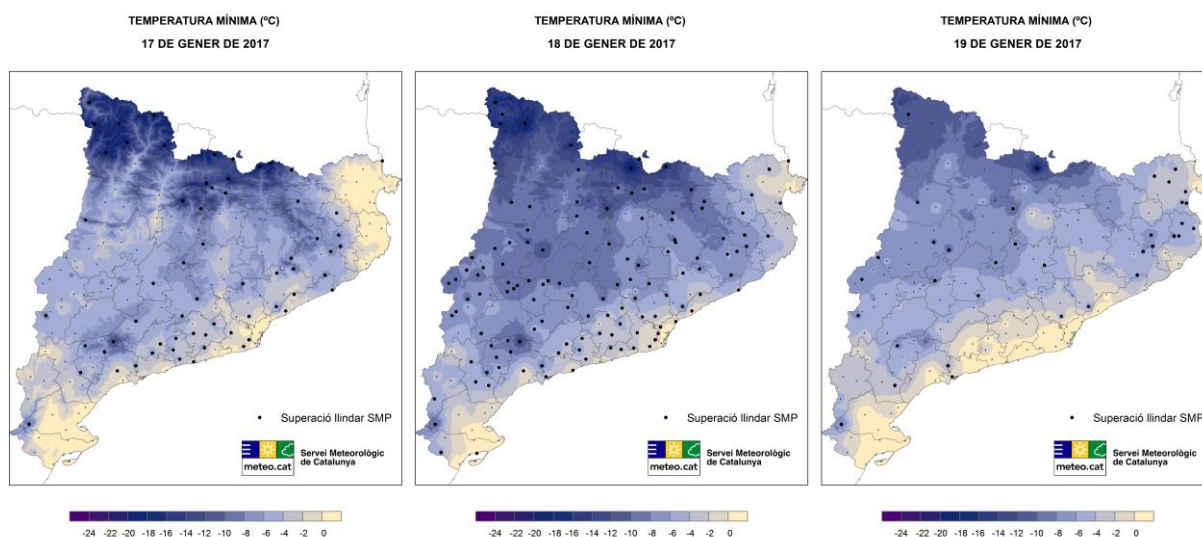 TEMPERATURA MÍNIMA (ºC)
17 DE GENER DE 2017
Superació llindar SMP
meteo.cat
Servei Meteorològic
de Catalunya
-24 -22 -20 -18 -16 -14 -12 -10 -8 -6 -4 -2 0
TEMPERATURA MÍNIMA (ºC)
18 DE GENER DE 2017
Superació llindar SMP
meteo.cat
Servei Meteorològic
de Catalunya
-24 -22 -20 -18 -16 -14 -12 -10 -8 -6 -4 -2 0
TEMPERATURA MÍNIMA (ºC)
19 DE GENER DE 2017
Superació llindar SMP
meteo.cat
Servei Meteorològic
de Catalunya
-24 -22 -20 -18 -16 -14 -12 -10 -8 -6 -4 -2 0